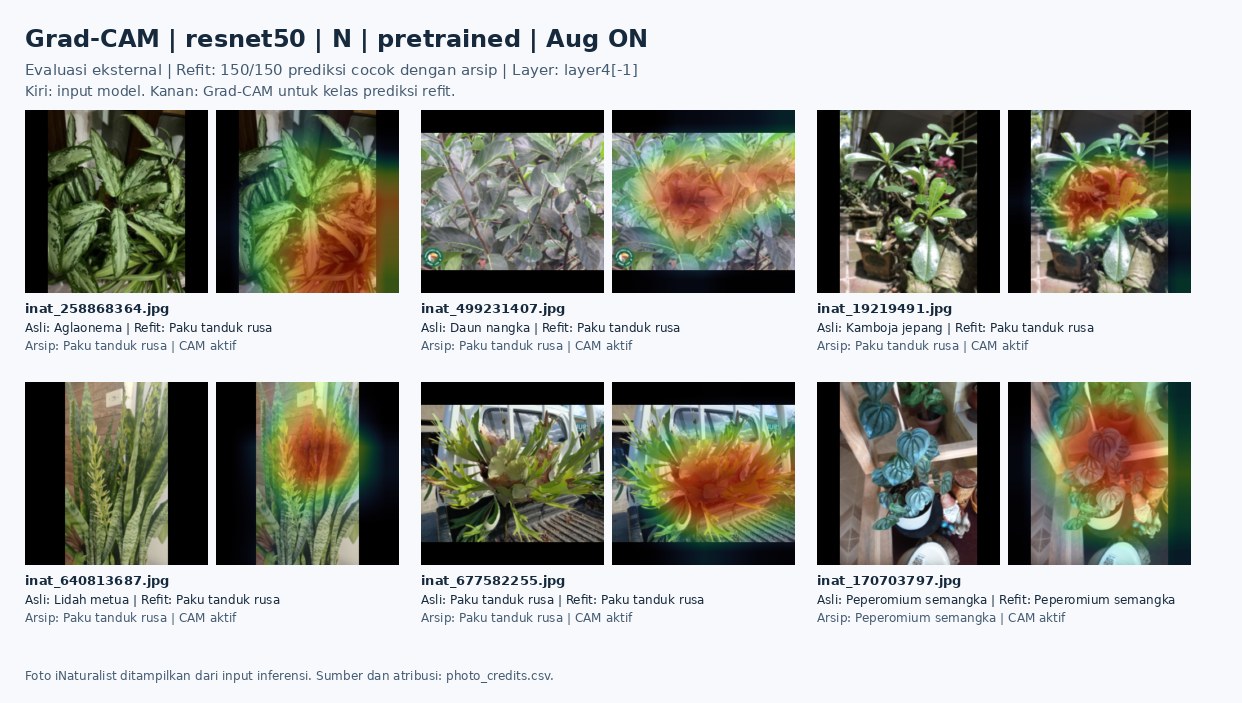 Grad-CAM | resnet50 | N | pretrained | Aug ON
Evaluasi eksternal | Refit: 150/150 prediksi cocok dengan arsip | Layer: layer4[-1]
Kiri: input model. Kanan: Grad-CAM untuk kelas prediksi refit.
inat_258868364.jpg
Asli: Aglaonema | Refit: Paku tanduk rusa
Arsip: Paku tanduk rusa | CAM aktif
inat_499231407.jpg
Asli: Daun nangka | Refit: Paku tanduk rusa
Arsip: Paku tanduk rusa | CAM aktif
inat_19219491.jpg
Asli: Kamboja jepang | Refit: Paku tanduk rusa
Arsip: Paku tanduk rusa | CAM aktif
inat_640813687.jpg
Asli: Lidah metua | Refit: Paku tanduk rusa
Arsip: Paku tanduk rusa | CAM aktif
inat_677582255.jpg
Asli: Paku tanduk rusa | Refit: Paku tanduk rusa
Arsip: Paku tanduk rusa | CAM aktif
inat_170703797.jpg
Asli: Peperomium semangka | Refit: Peperomium semangka
Arsip: Peperomium semangka | CAM aktif
Foto iNaturalist ditampilkan dari input inferensi. Sumber dan atribusi: photo_credits.csv.